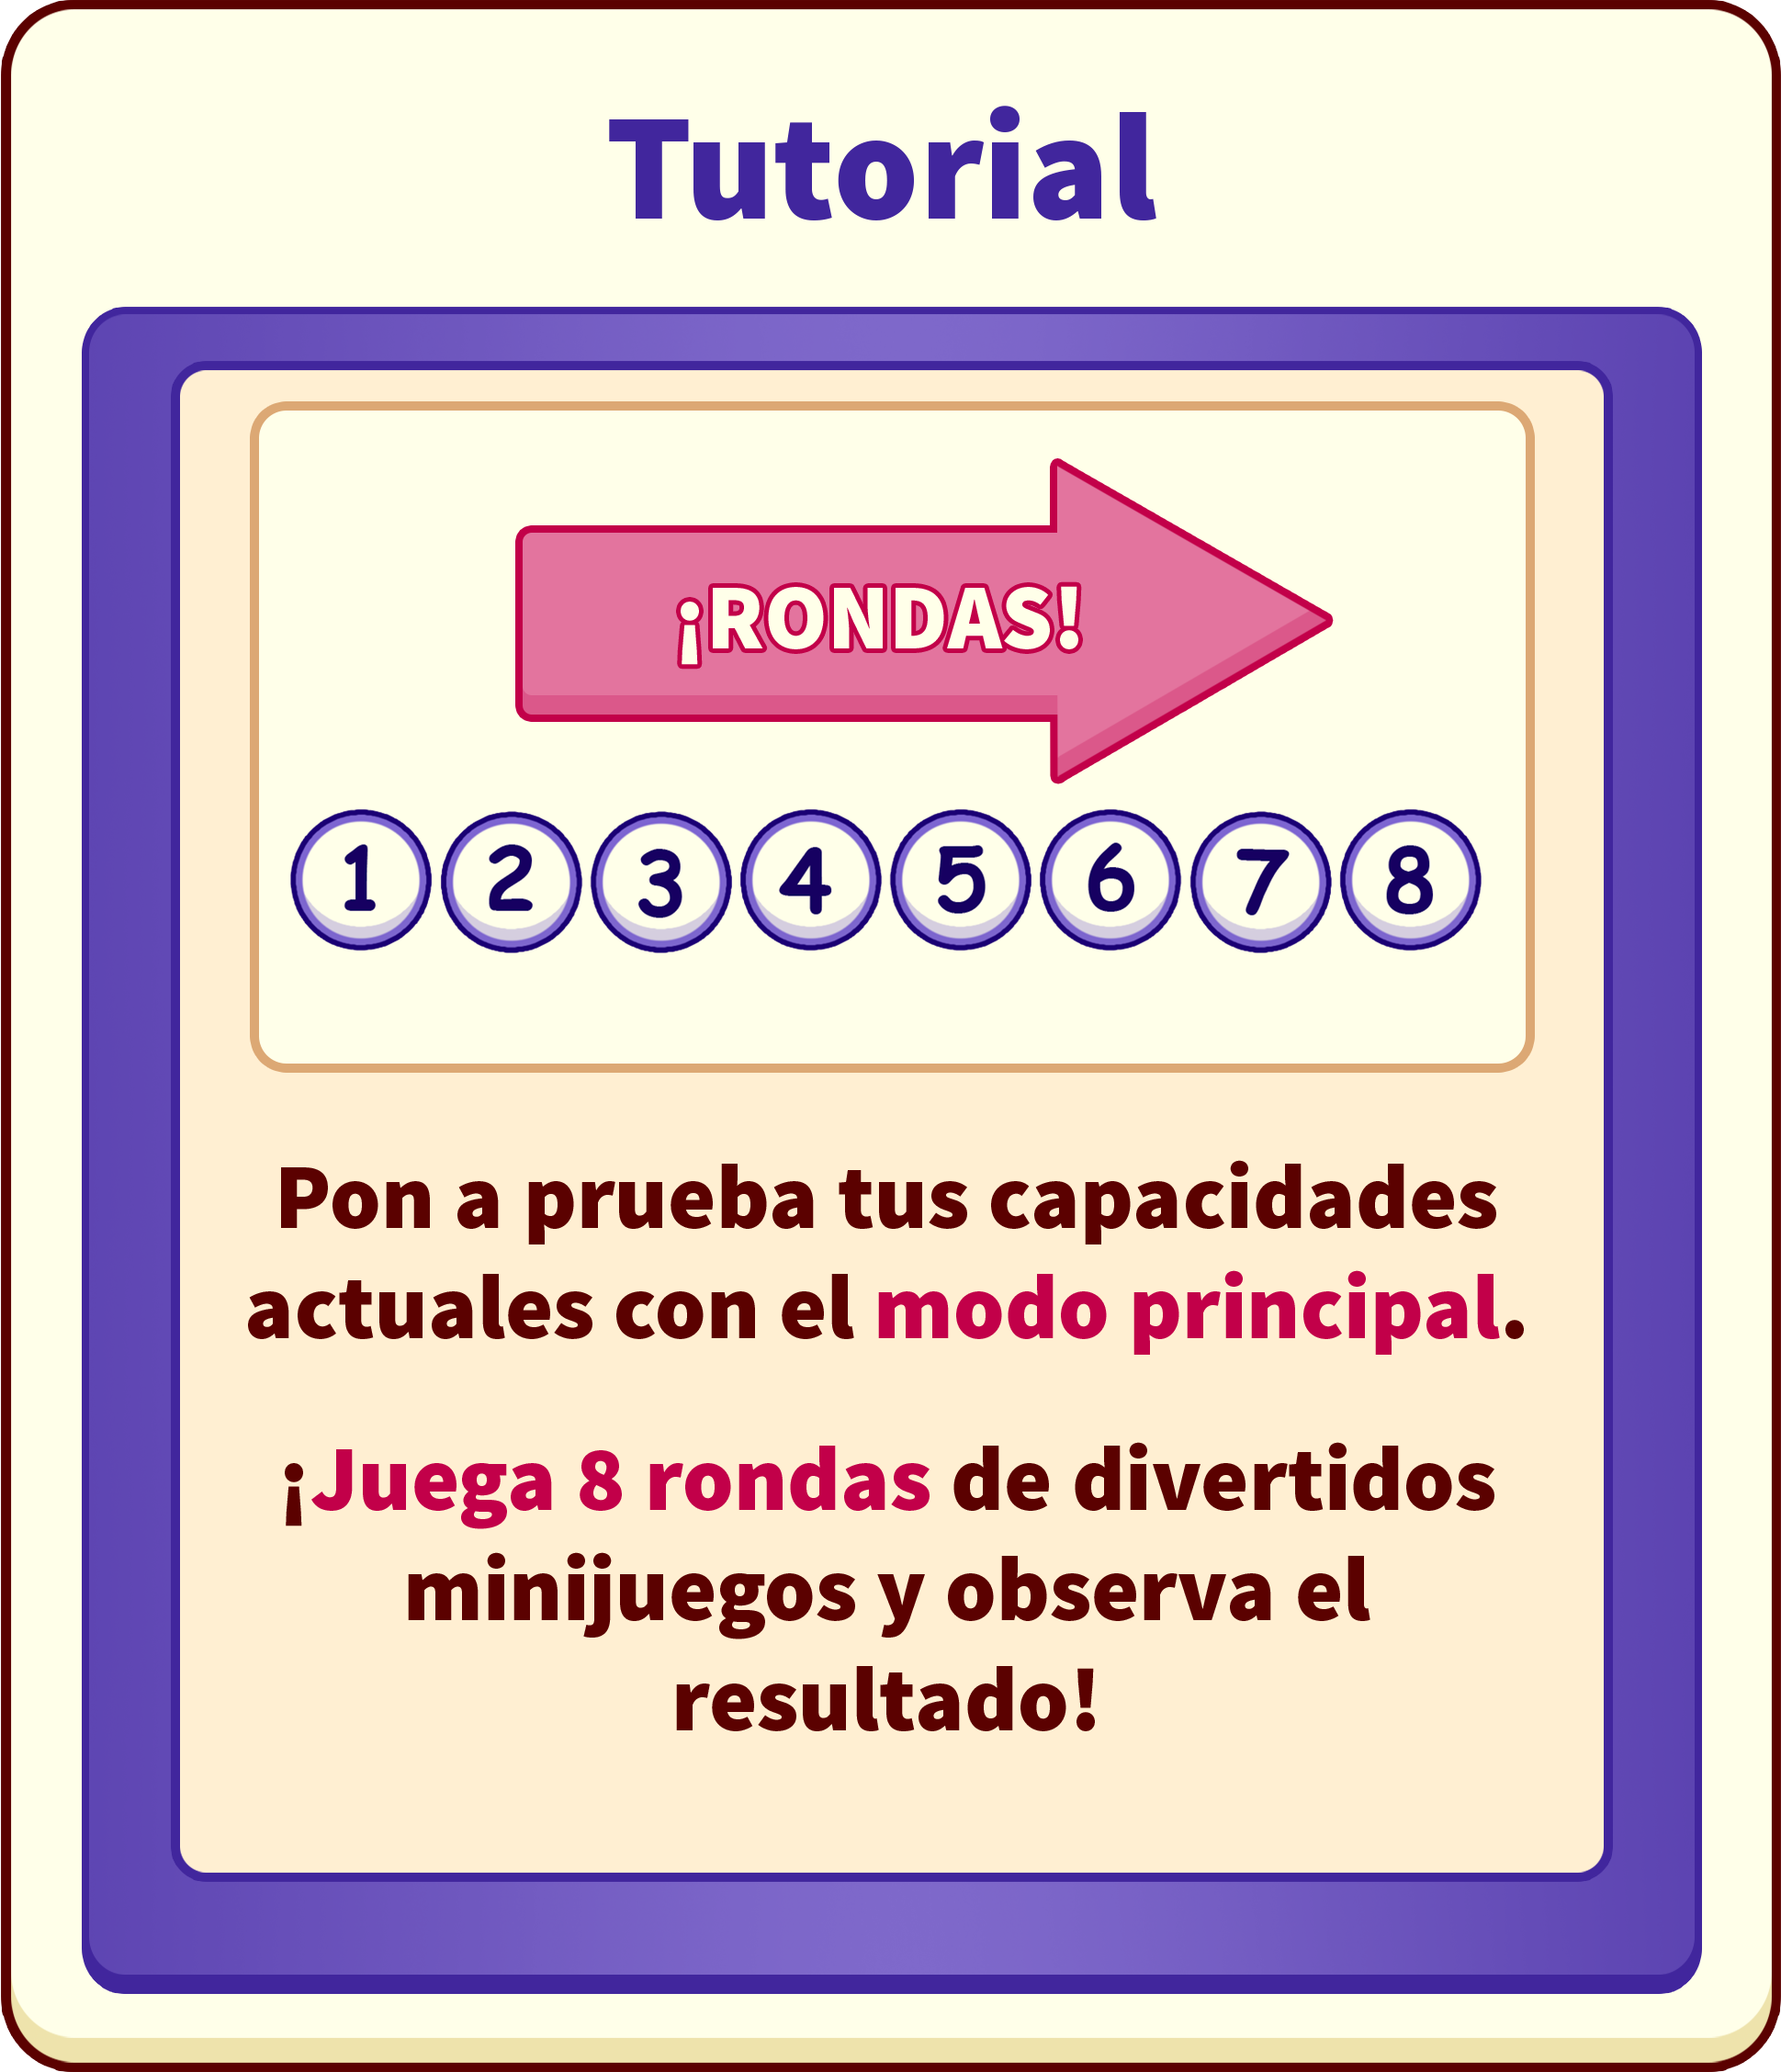 Tutorial
¡RONDAS!
1 2 3 4 5 6 7 8
Pon a prueba tus capacidades
actuales con el modo principal.
¡Juega 8 rondas de divertidos
minijuegos y observa el
resultado!